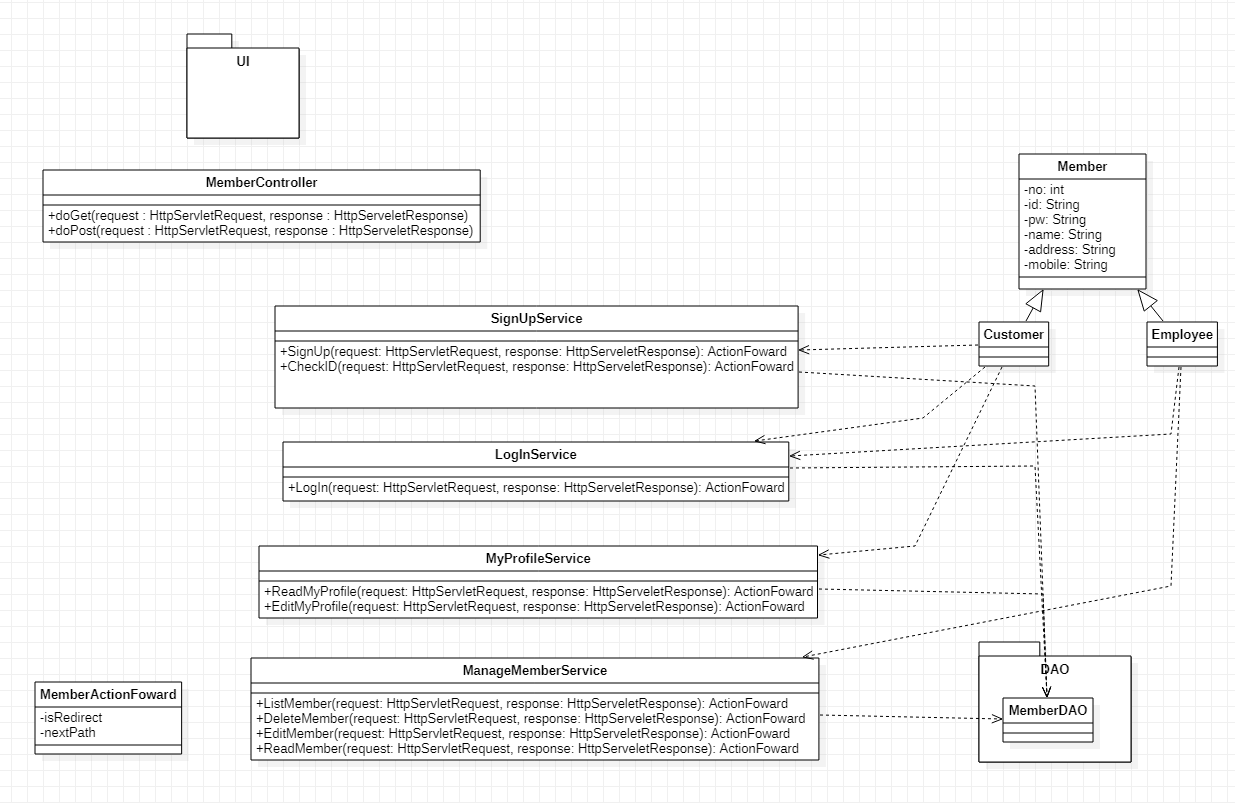 UI
MemberController
+doGet(request : HttpServletRequest, response : HttpServeletResponse)
+doPost(request : HttpServletRequest, response : HttpServeletResponse)
Member
-no: int
-id: String
-pw: String
-name: String
-address: String
-mobile: String
SignUpService
+SignUp(request: HttpServletRequest, response: HttpServeletResponse): ActionFoward
+CheckID(request: HttpServletRequest, response: HttpServeletResponse): ActionFoward
Customer
Employee
LogInService
+LogIn(request: HttpServletRequest, response: HttpServeletResponse): ActionFoward
MyProfileService
+ReadMyProfile(request: HttpServletRequest, response: HttpServeletResponse): ActionFoward
+EditMyProfile(request: HttpServletRequest, response: HttpServeletResponse): ActionFoward
ManageMemberService
+ListMember(request: HttpServletRequest, response: HttpServeletResponse): ActionFoward
+DeleteMember(request: HttpServletRequest, response: HttpServeletResponse): ActionFoward
+EditMember(request: HttpServletRequest, response: HttpServeletResponse): ActionFoward
+ReadMember(request: HttpServletRequest, response: HttpServeletResponse): ActionFoward
MemberActionFoward
-isRedirect
-nextPath
DAO
MemberDAO